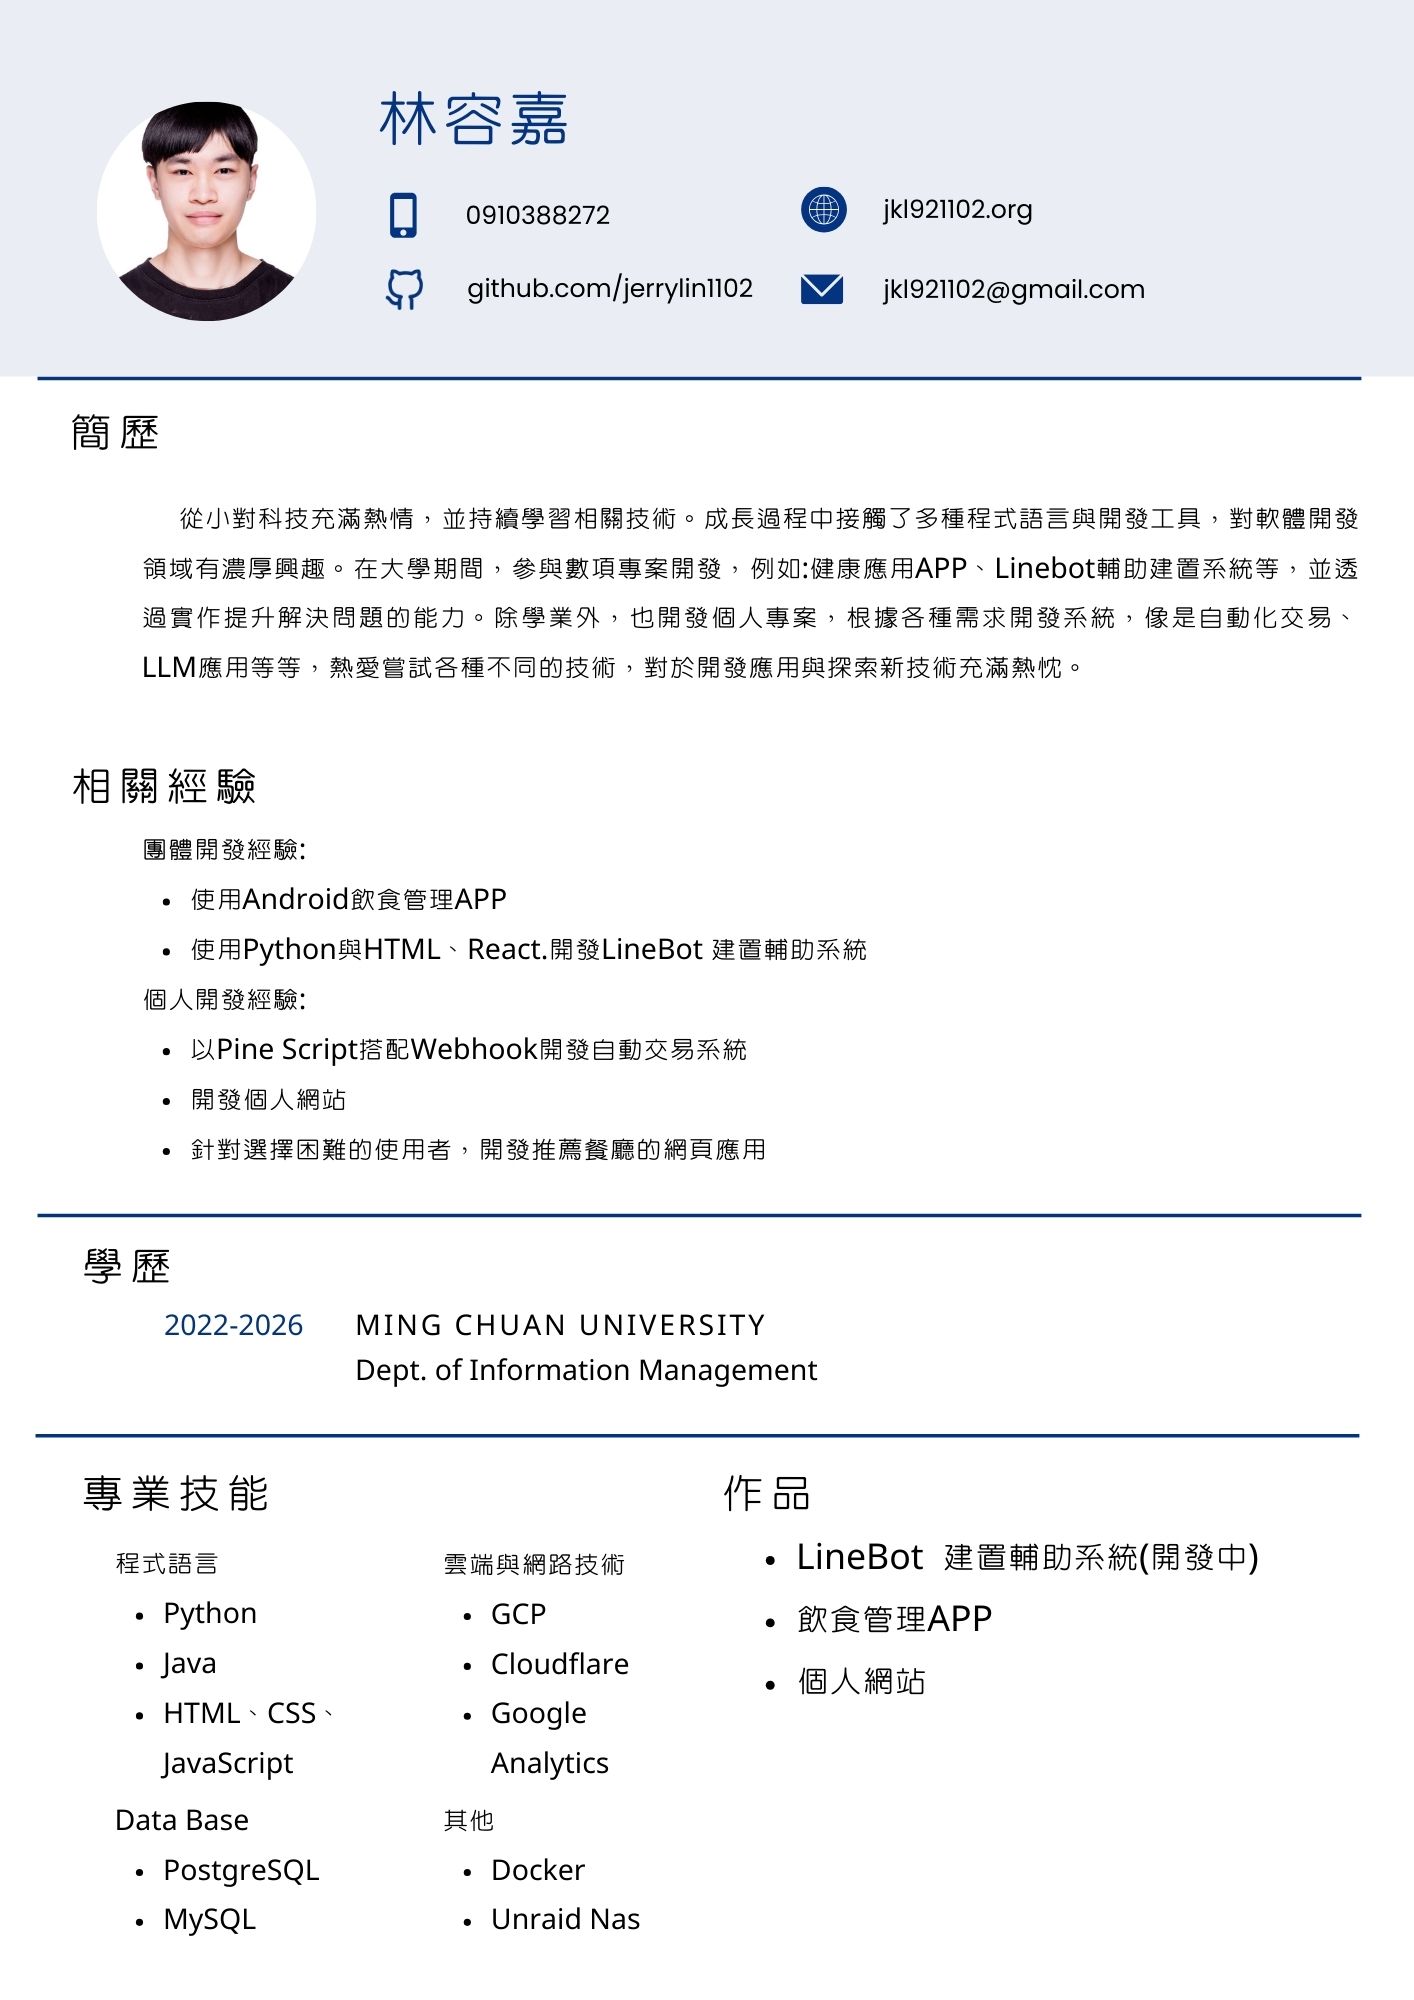 林容嘉
0910388272
jkl921102.org
github.com/jerrylin1102
jkl921102@gmail.com
簡歷
從小對科技充滿熱情，並持續學習相關技術。成長過程中接觸了多種程式語言與開發工具，對軟體開發
領域有濃厚興趣。在大學期間，參與數項專案開發，例如:健康應用APP、Linebot輔助建置系統等，並透
過實作提升解決問題的能力。除學業外，也開發個人專案，根據各種需求開發系統，像是自動化交易、
LLM應用等等，熱愛嘗試各種不同的技術，對於開發應用與探索新技術充滿熱忱。
相關經驗
團體開發經驗:
• 使用Android飲食管理APP
• 使用Python與HTML、React.開發LineBot 建置輔助系統
個人開發經驗:
• 以Pine Script搭配Webhook開發自動交易系統
• 開發個人網站
• 針對選擇困難的使用者，開發推薦餐廳的網頁應用
學歷
2022-2026 MING CHUAN UNIVERSITY
Dept. of Information Management
專業技能
程式語言
• Python
• Java
• HTML、CSS、
JavaScript
Data Base
• PostgreSQL
• MySQL
雲端與網路技術
• GCP
• Cloudflare
• Google
Analytics
其他
• Docker
• Unraid Nas
作品
• LineBot 建置輔助系統(開發中)
• 飲食管理APP
• 個人網站